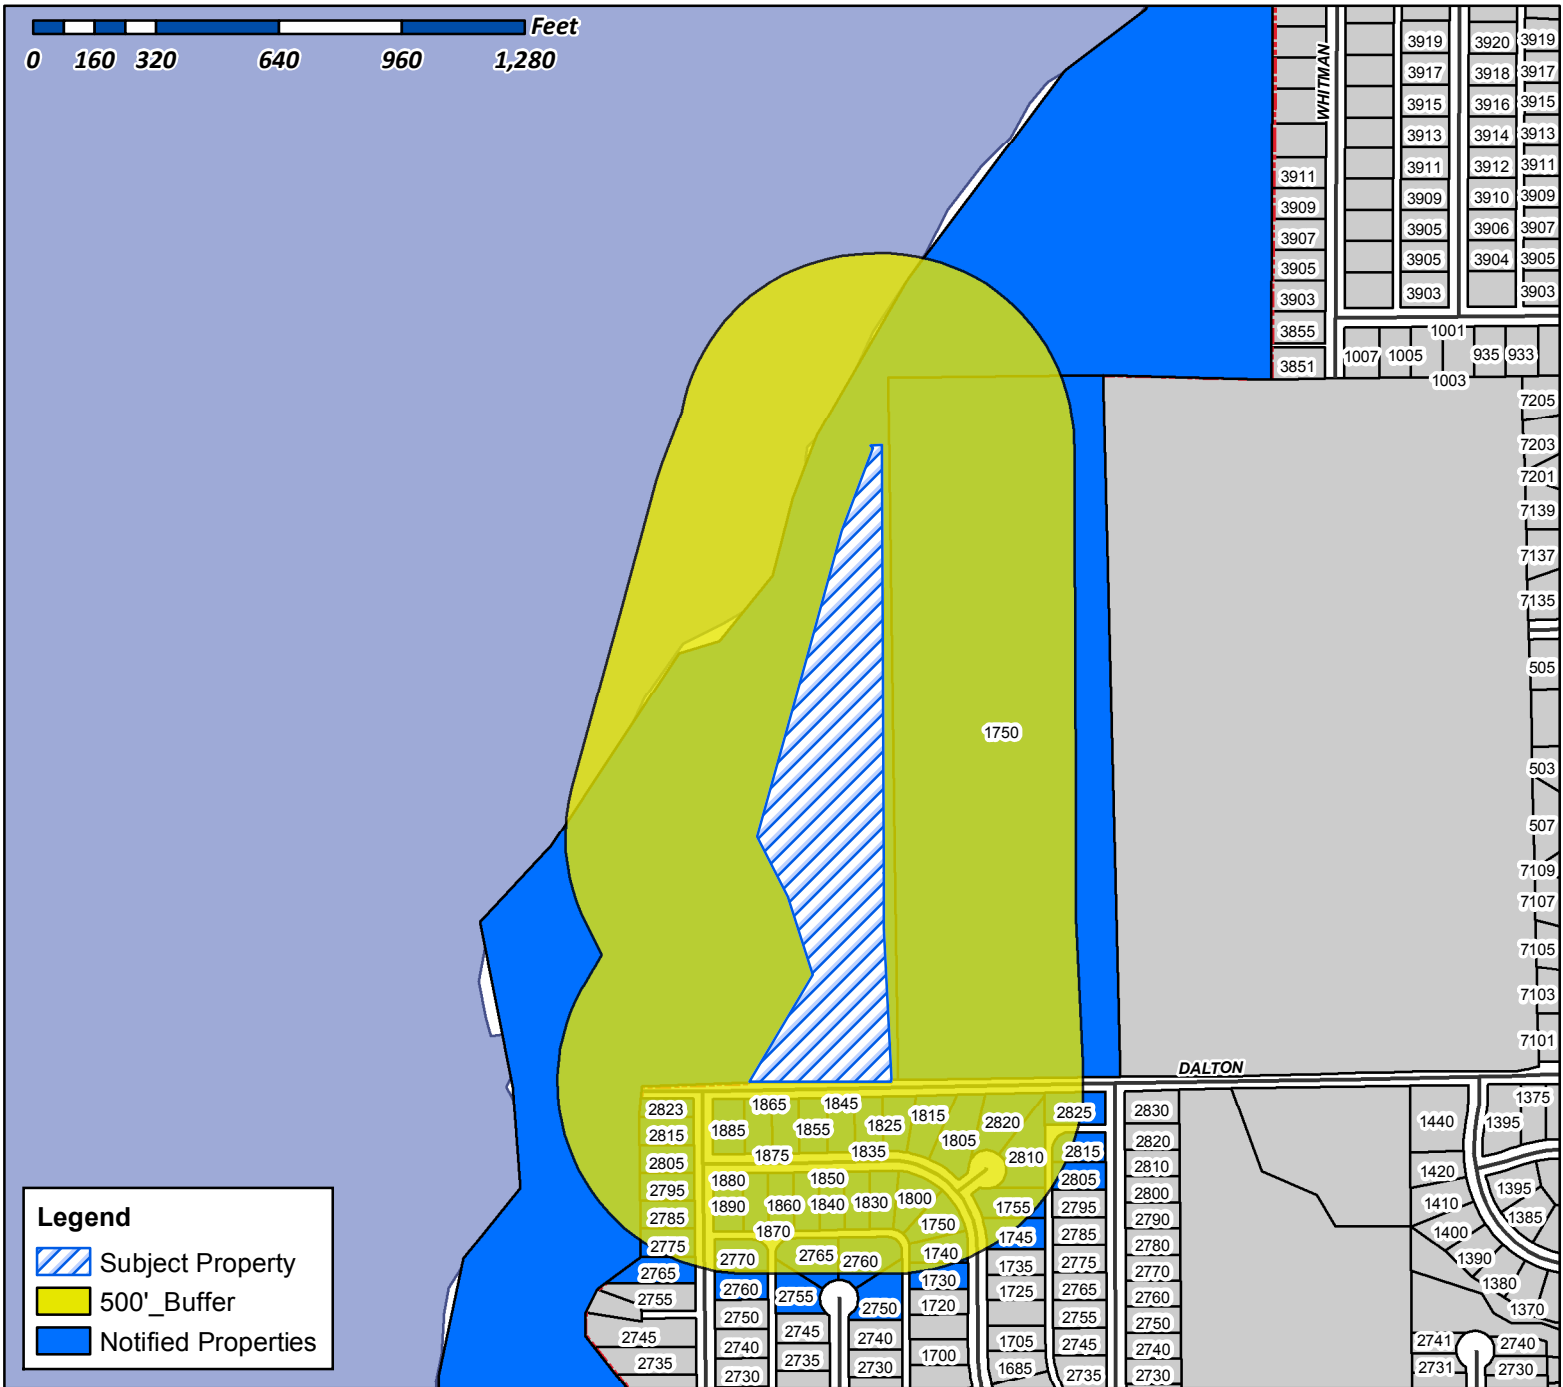 Feet
0 160 320 640 960 1,280
WHITMAN
3919 3920 3919
3917 3918 3917
3915 3916 3915
3913 3914 3913
3911 3912 3911
3911
3909 3910 3909
3909
3905 3906 3907
3907
3905 3904 3905
3905
3903 3903
3903
3855
1001
1007 1005 935 933
3851
1003
7205
7203
7201
7139
7137
7135
505
1750
503
507
7109
7107
7105
7103
7101
DALTON
1375
2823 1865 1845 1815 2825 2830
1885 1855 1825 2820 1440 1395
2815 1805 2820
1875 1835 2810 2815
2805 2810
1420
1880 1850 2805
2795 2800 1395
1890 1860 1840 1830 1800 1755 2795 1410
2785 1750 2790 1385
1870 1745 2785 1400
2775 2770 2765 2760 1740 2780 1390
2765 1735 2775 2770
2760 2755 1730 1725 2765 1380
2755 2750 1720 2760 1370
2750 2755 2750
2745 2745 2740 1705 2745 2741 2740
2740 2740
2735 2735 2730 1700 1685 2731 2730
2730 2735 2730
Legend
Subject Property
500'_Buffer
Notified Properties